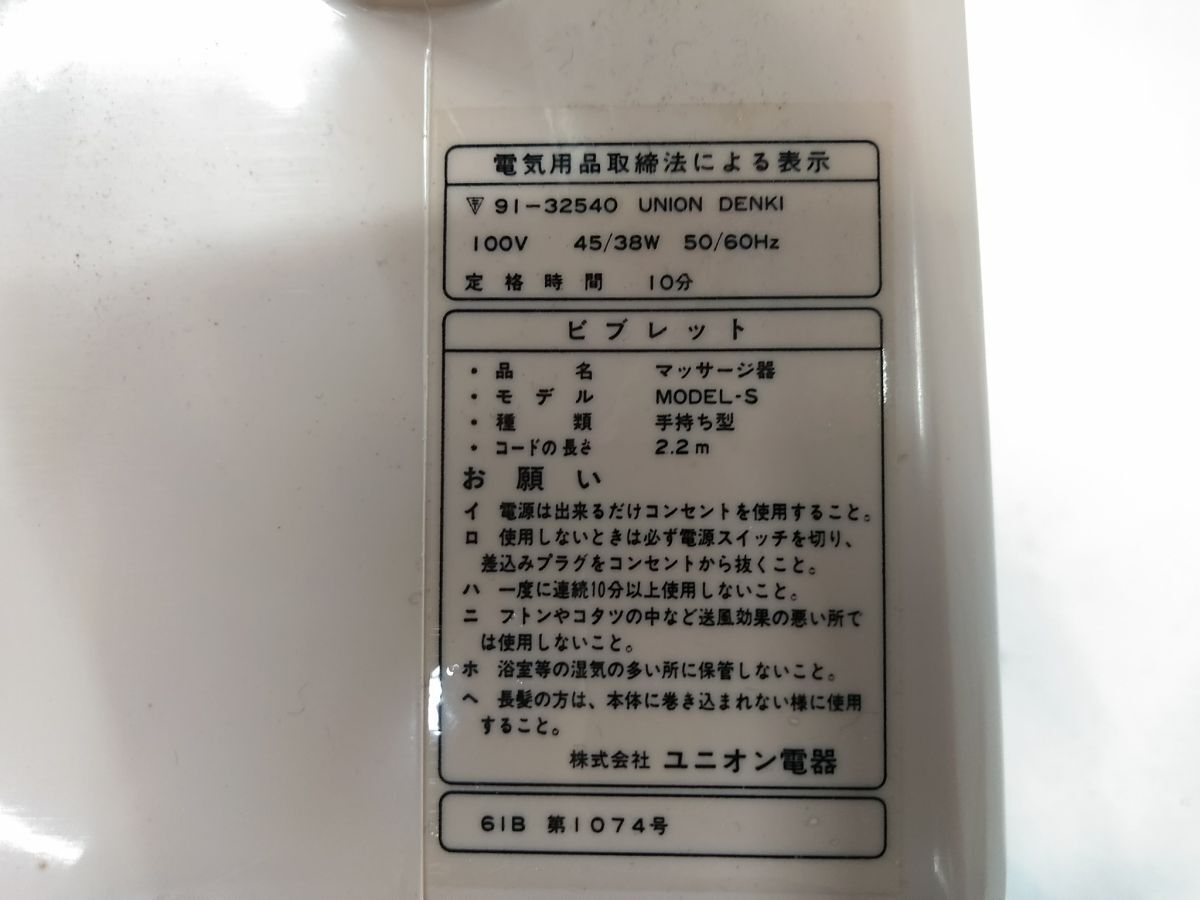 電気用品取締法による表示
91-32540 UNION DENKI
100V 45/38W 50/60Hz
定格時間 10分
ビブレット
・品名 マッサージ器
・モデル MODEL-S
・種類 手持ち型
・コードの長さ 2.2m
お願い
イ 電源は出来るだけコンセントを使用すること。
ロ 使用しないときは必ず電源スイッチを切り、
差込みプラグをコンセントから抜くこと。
ハ 一度に連続10分以上使用しないこと。
ニ フトンやコタツの中など送風効果の悪い所で
は使用しないこと。
ホ 浴室等の湿気の多い所に保管しないこと。
ヘ 長髪の方は、本体に巻き込まれない様に使用
すること。
株式会社 ユニオン電器
61B 第1074号